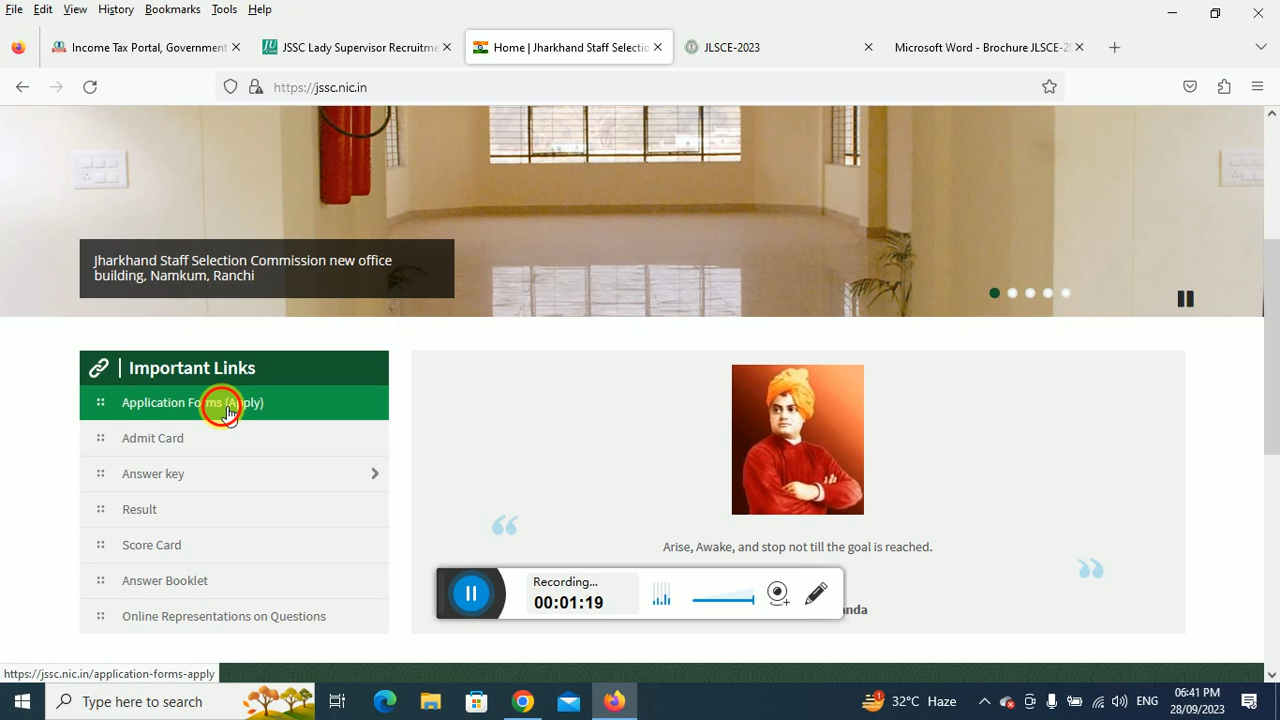 File Edit View History Bookmarks Tools Help
Income Tax Portal, Government
JSSC Lady Supervisor Recruitme
Home | Jharkhand Staff Selectio
JLSCE-2023
Microsoft Word - Brochure JLSCE-2
https://jssc.nic.in
Jharkhand Staff Selection Commission new office
building, Namkum, Ranchi
Important Links
Application Forms (Apply)
Admit Card
Answer key
Result
Score Card
Answer Booklet
Online Representations on Questions
Arise, Awake, and stop not till the goal is reached.
anda
Recording...
00:01:19
https://jssc.nic.in/application-forms-apply
Type here to search
1
32°C Haze
ENG
06:41 PM
28/09/2023